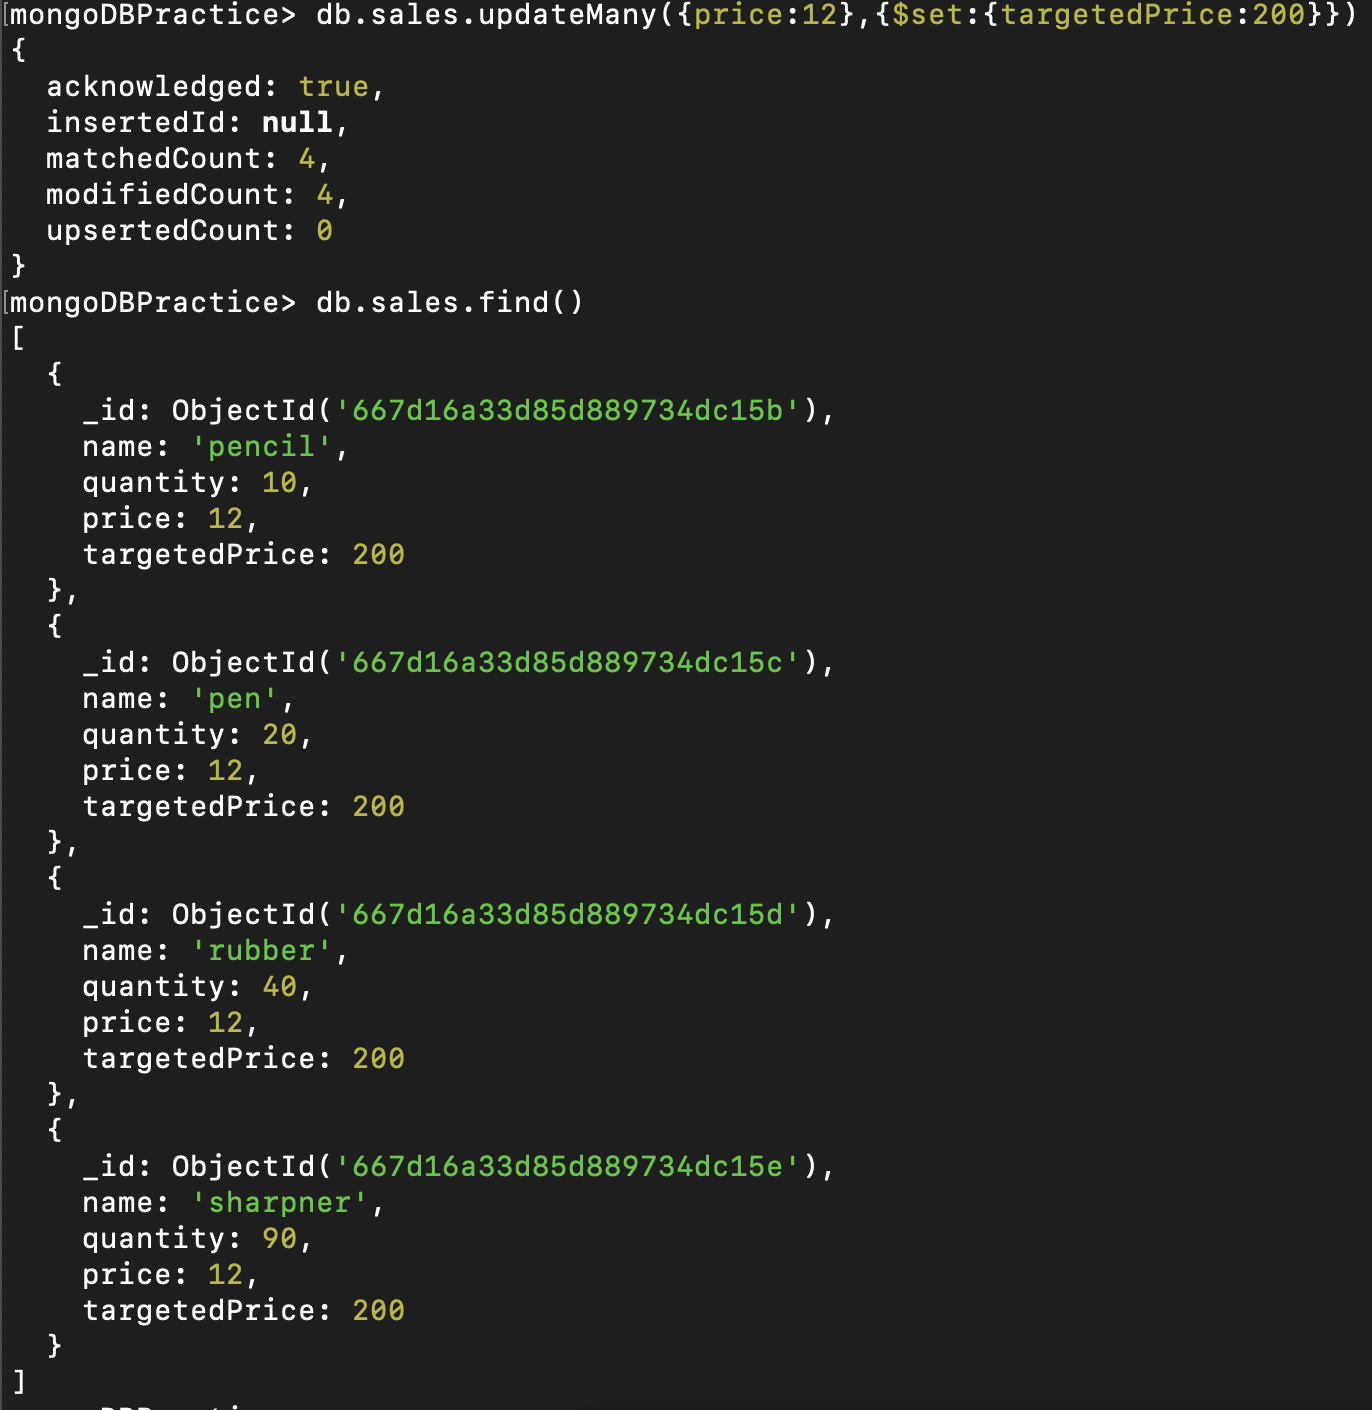 [mongoDBPractice> db.sales.updateMany({price:12},{$set:{targetedPrice:200}})
{
  acknowledged: true,
  insertedId: null,
  matchedCount: 4,
  modifiedCount: 4,
  upsertedCount: 0
}
[mongoDBPractice> db.sales.find()
[
  {
    _id: ObjectId('667d16a33d85d889734dc15b'),
    name: 'pencil',
    quantity: 10,
    price: 12,
    targetedPrice: 200
  },
  {
    _id: ObjectId('667d16a33d85d889734dc15c'),
    name: 'pen',
    quantity: 20,
    price: 12,
    targetedPrice: 200
  },
  {
    _id: ObjectId('667d16a33d85d889734dc15d'),
    name: 'rubber',
    quantity: 40,
    price: 12,
    targetedPrice: 200
  },
  {
    _id: ObjectId('667d16a33d85d889734dc15e'),
    name: 'sharpner',
    quantity: 90,
    price: 12,
    targetedPrice: 200
  }
]